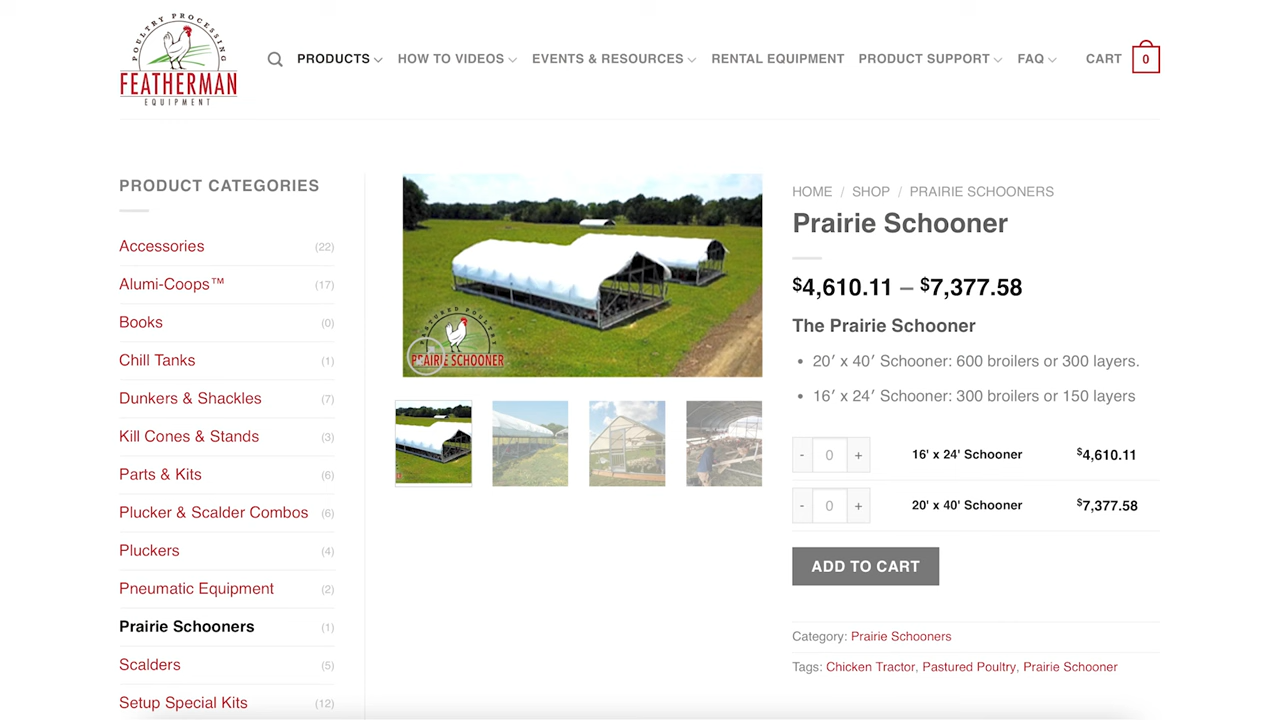 POULTRY PROCESSING
FEATHERMAN
EQUIPMENT
PRODUCTS
HOW TO VIDEOS
EVENTS & RESOURCES
RENTAL EQUIPMENT
PRODUCT SUPPORT
FAQ
CART
0
PRODUCT CATEGORIES
Accessories (22)
Alumi-Coops™ (17)
Books (0)
Chill Tanks (1)
Dunkers & Shackles (7)
Kill Cones & Stands (3)
Parts & Kits (6)
Plucker & Scalder Combos (6)
Pluckers (4)
Pneumatic Equipment (2)
Prairie Schooners (1)
Scalders (5)
Setup Special Kits (12)
PASTURED POULTRY
PRAIRIE SCHOONER
HOME / SHOP / PRAIRIE SCHOONERS
Prairie Schooner
$4,610.11 – $7,377.58
The Prairie Schooner
• 20′ x 40′ Schooner: 600 broilers or 300 layers.
• 16′ x 24′ Schooner: 300 broilers or 150 layers
- 0 + 16' x 24' Schooner $4,610.11
- 0 + 20' x 40' Schooner $7,377.58
ADD TO CART
Category: Prairie Schooners
Tags: Chicken Tractor, Pastured Poultry, Prairie Schooner